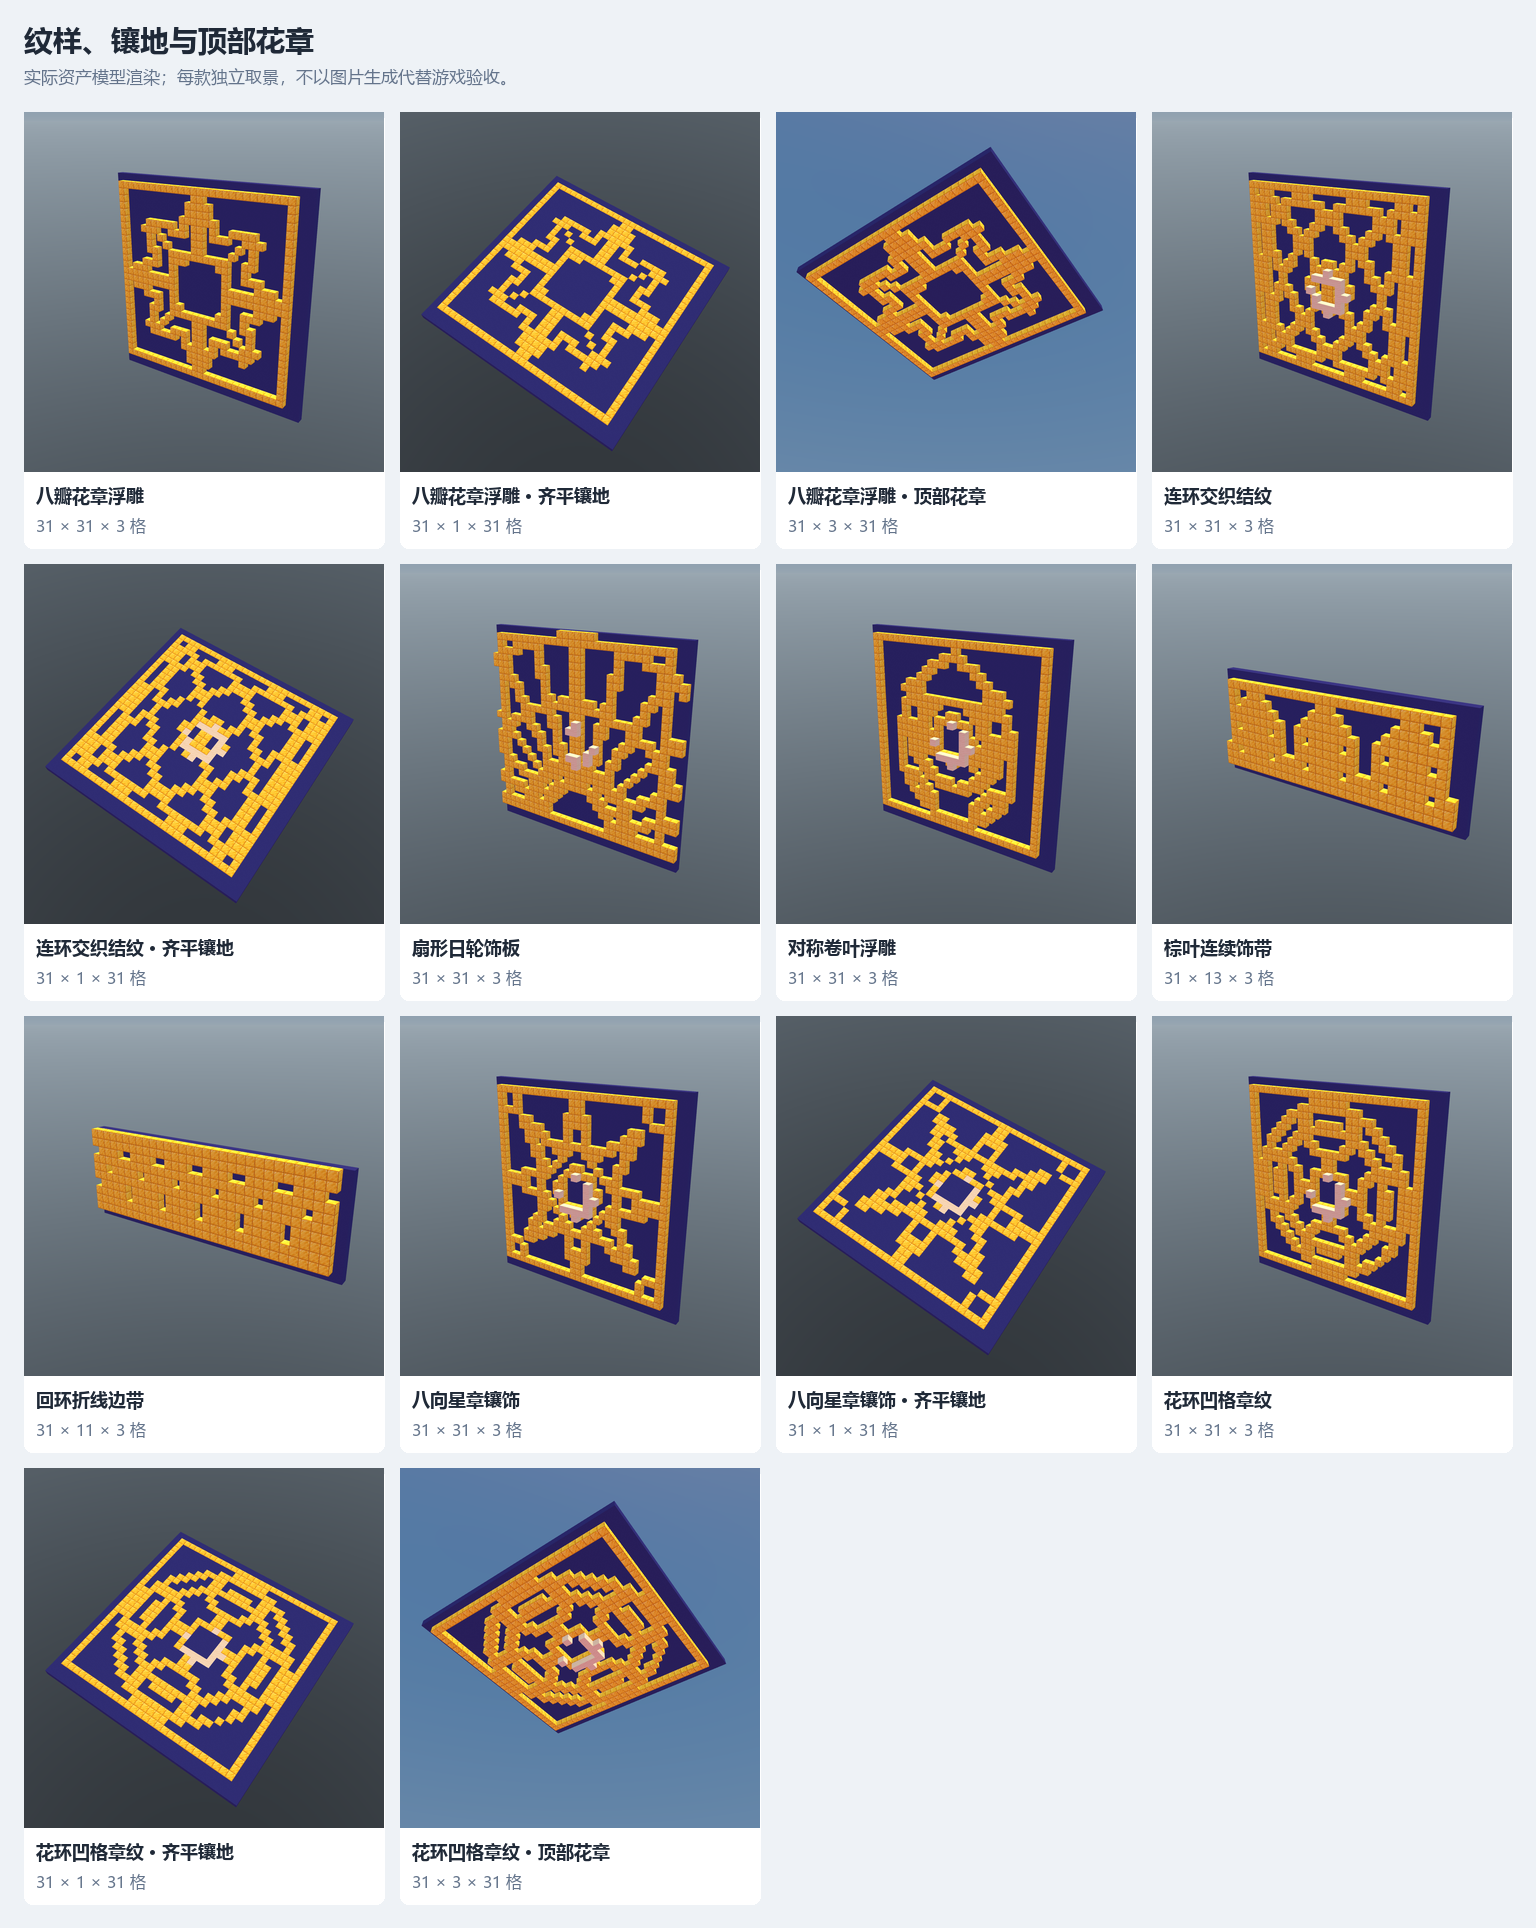 纹样、镶地与顶部花章
实际资产模型渲染；每款独立取景，不以图片生成代替游戏验收。
八瓣花章浮雕
31 × 31 × 3 格
八瓣花章浮雕 • 齐平镶地
31 × 1 × 31 格
八瓣花章浮雕 • 顶部花章
31 × 3 × 31 格
连环交织结纹
31 × 31 × 3 格
连环交织结纹 • 齐平镶地
31 × 1 × 31 格
扇形日轮饰板
31 × 31 × 3 格
对称卷叶浮雕
31 × 31 × 3 格
棕叶连续饰带
31 × 13 × 3 格
回环折线边带
31 × 11 × 3 格
八向星章镶饰
31 × 31 × 3 格
八向星章镶饰 • 齐平镶地
31 × 1 × 31 格
花环凹格章纹
31 × 31 × 3 格
花环凹格章纹 • 齐平镶地
31 × 1 × 31 格
花环凹格章纹 • 顶部花章
31 × 3 × 31 格